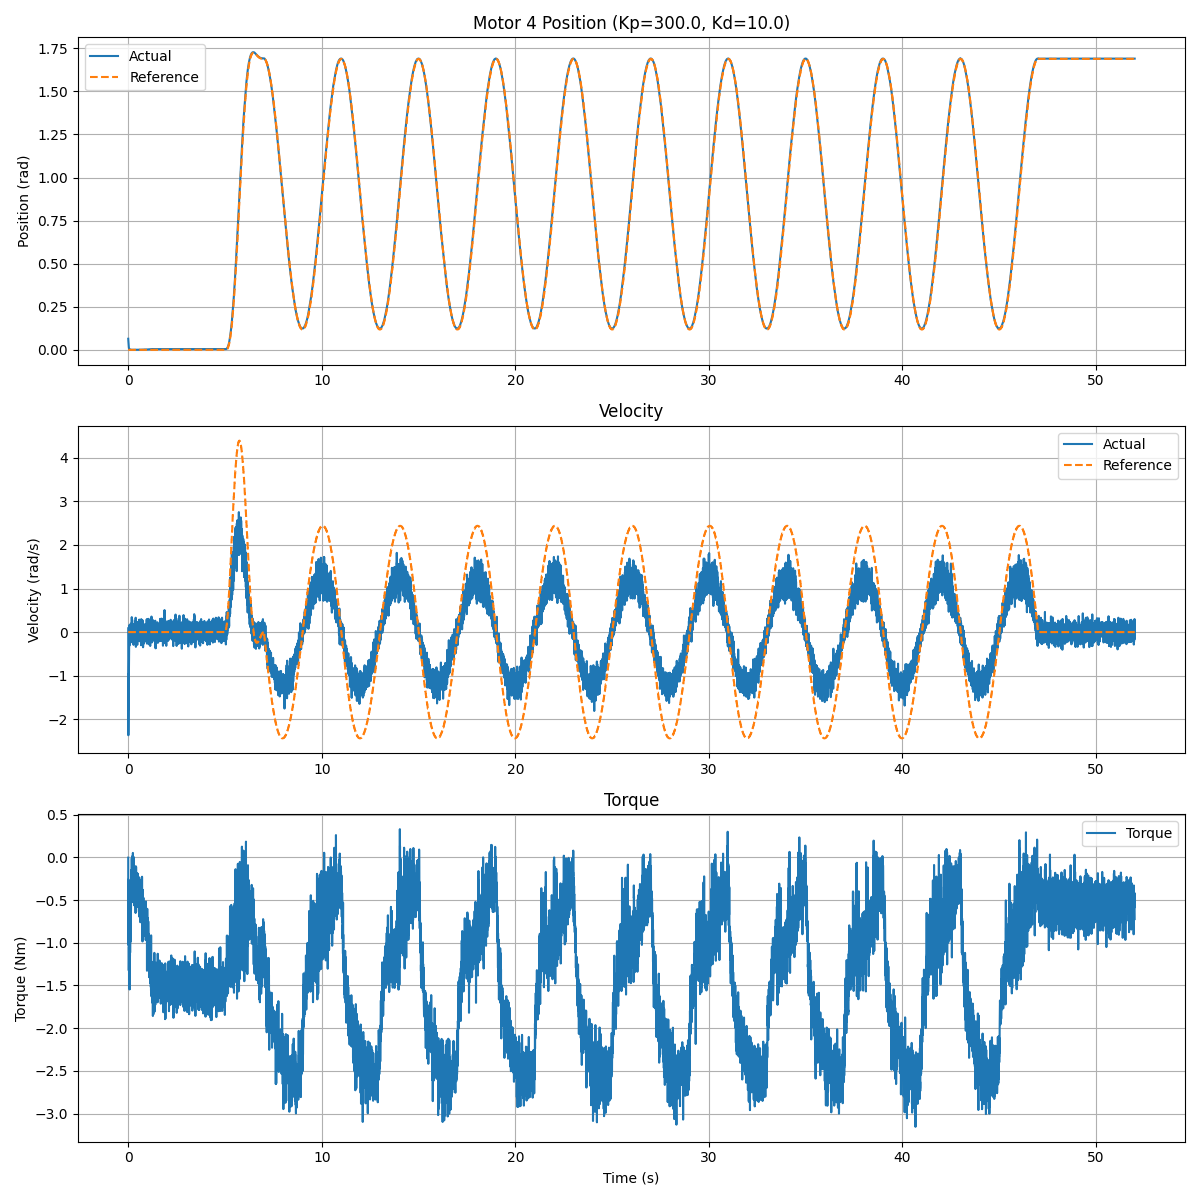 Motor 4 Position (Kp=300.0, Kd=10.0)
Actual
Reference
Position (rad)
1.75
1.50
1.25
1.00
0.75
0.50
0.25
0.00
0 10 20 30 40 50
Velocity
Actual
Reference
Velocity (rad/s)
4
3
2
1
0
−1
−2
0 10 20 30 40 50
Torque
Torque
Torque (Nm)
0.5
0.0
−0.5
−1.0
−1.5
−2.0
−2.5
−3.0
0 10 20 30 40 50
Time (s)